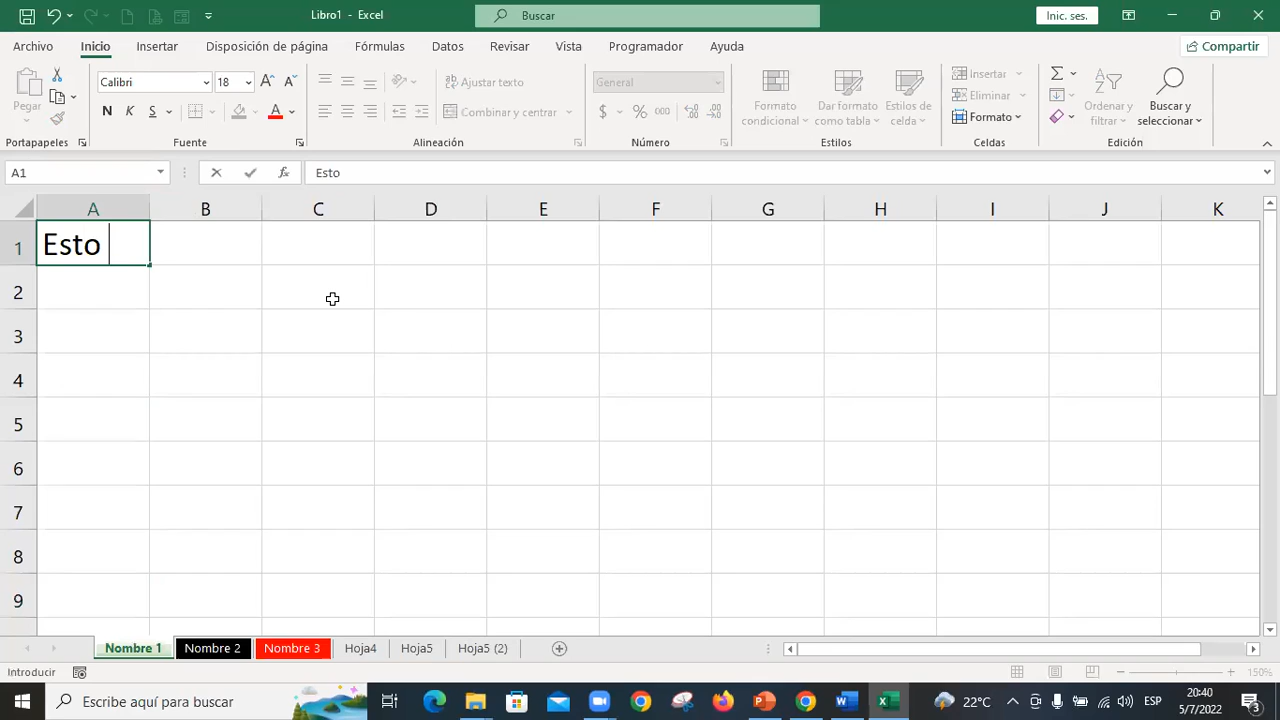 Libro1 - Excel
Buscar
Inic. ses.
Archivo Inicio Insertar Disposición de página Fórmulas Datos Revisar Vista Programador Ayuda Compartir
Pegar
Portapapeles
Calibri 18
N K S
Fuente
Ajustar texto
Combinar y centrar
Alineación
General
$ % 000
Número
Formato condicional
Dar formato como tabla
Estilos de celda
Estilos
Insertar
Eliminar
Formato
Celdas
Ordenar y filtrar
Buscar y seleccionar
Edición
A1 fx Esto
A B C D E F G H I J K
1 Esto
2
3
4
5
6
7
8
9
Nombre 1 Nombre 2 Nombre 3 Hoja4 Hoja5 Hoja5 (2)
Introducir 150%
Escribe aquí para buscar 22°C ESP 20:40
5/7/2022 3